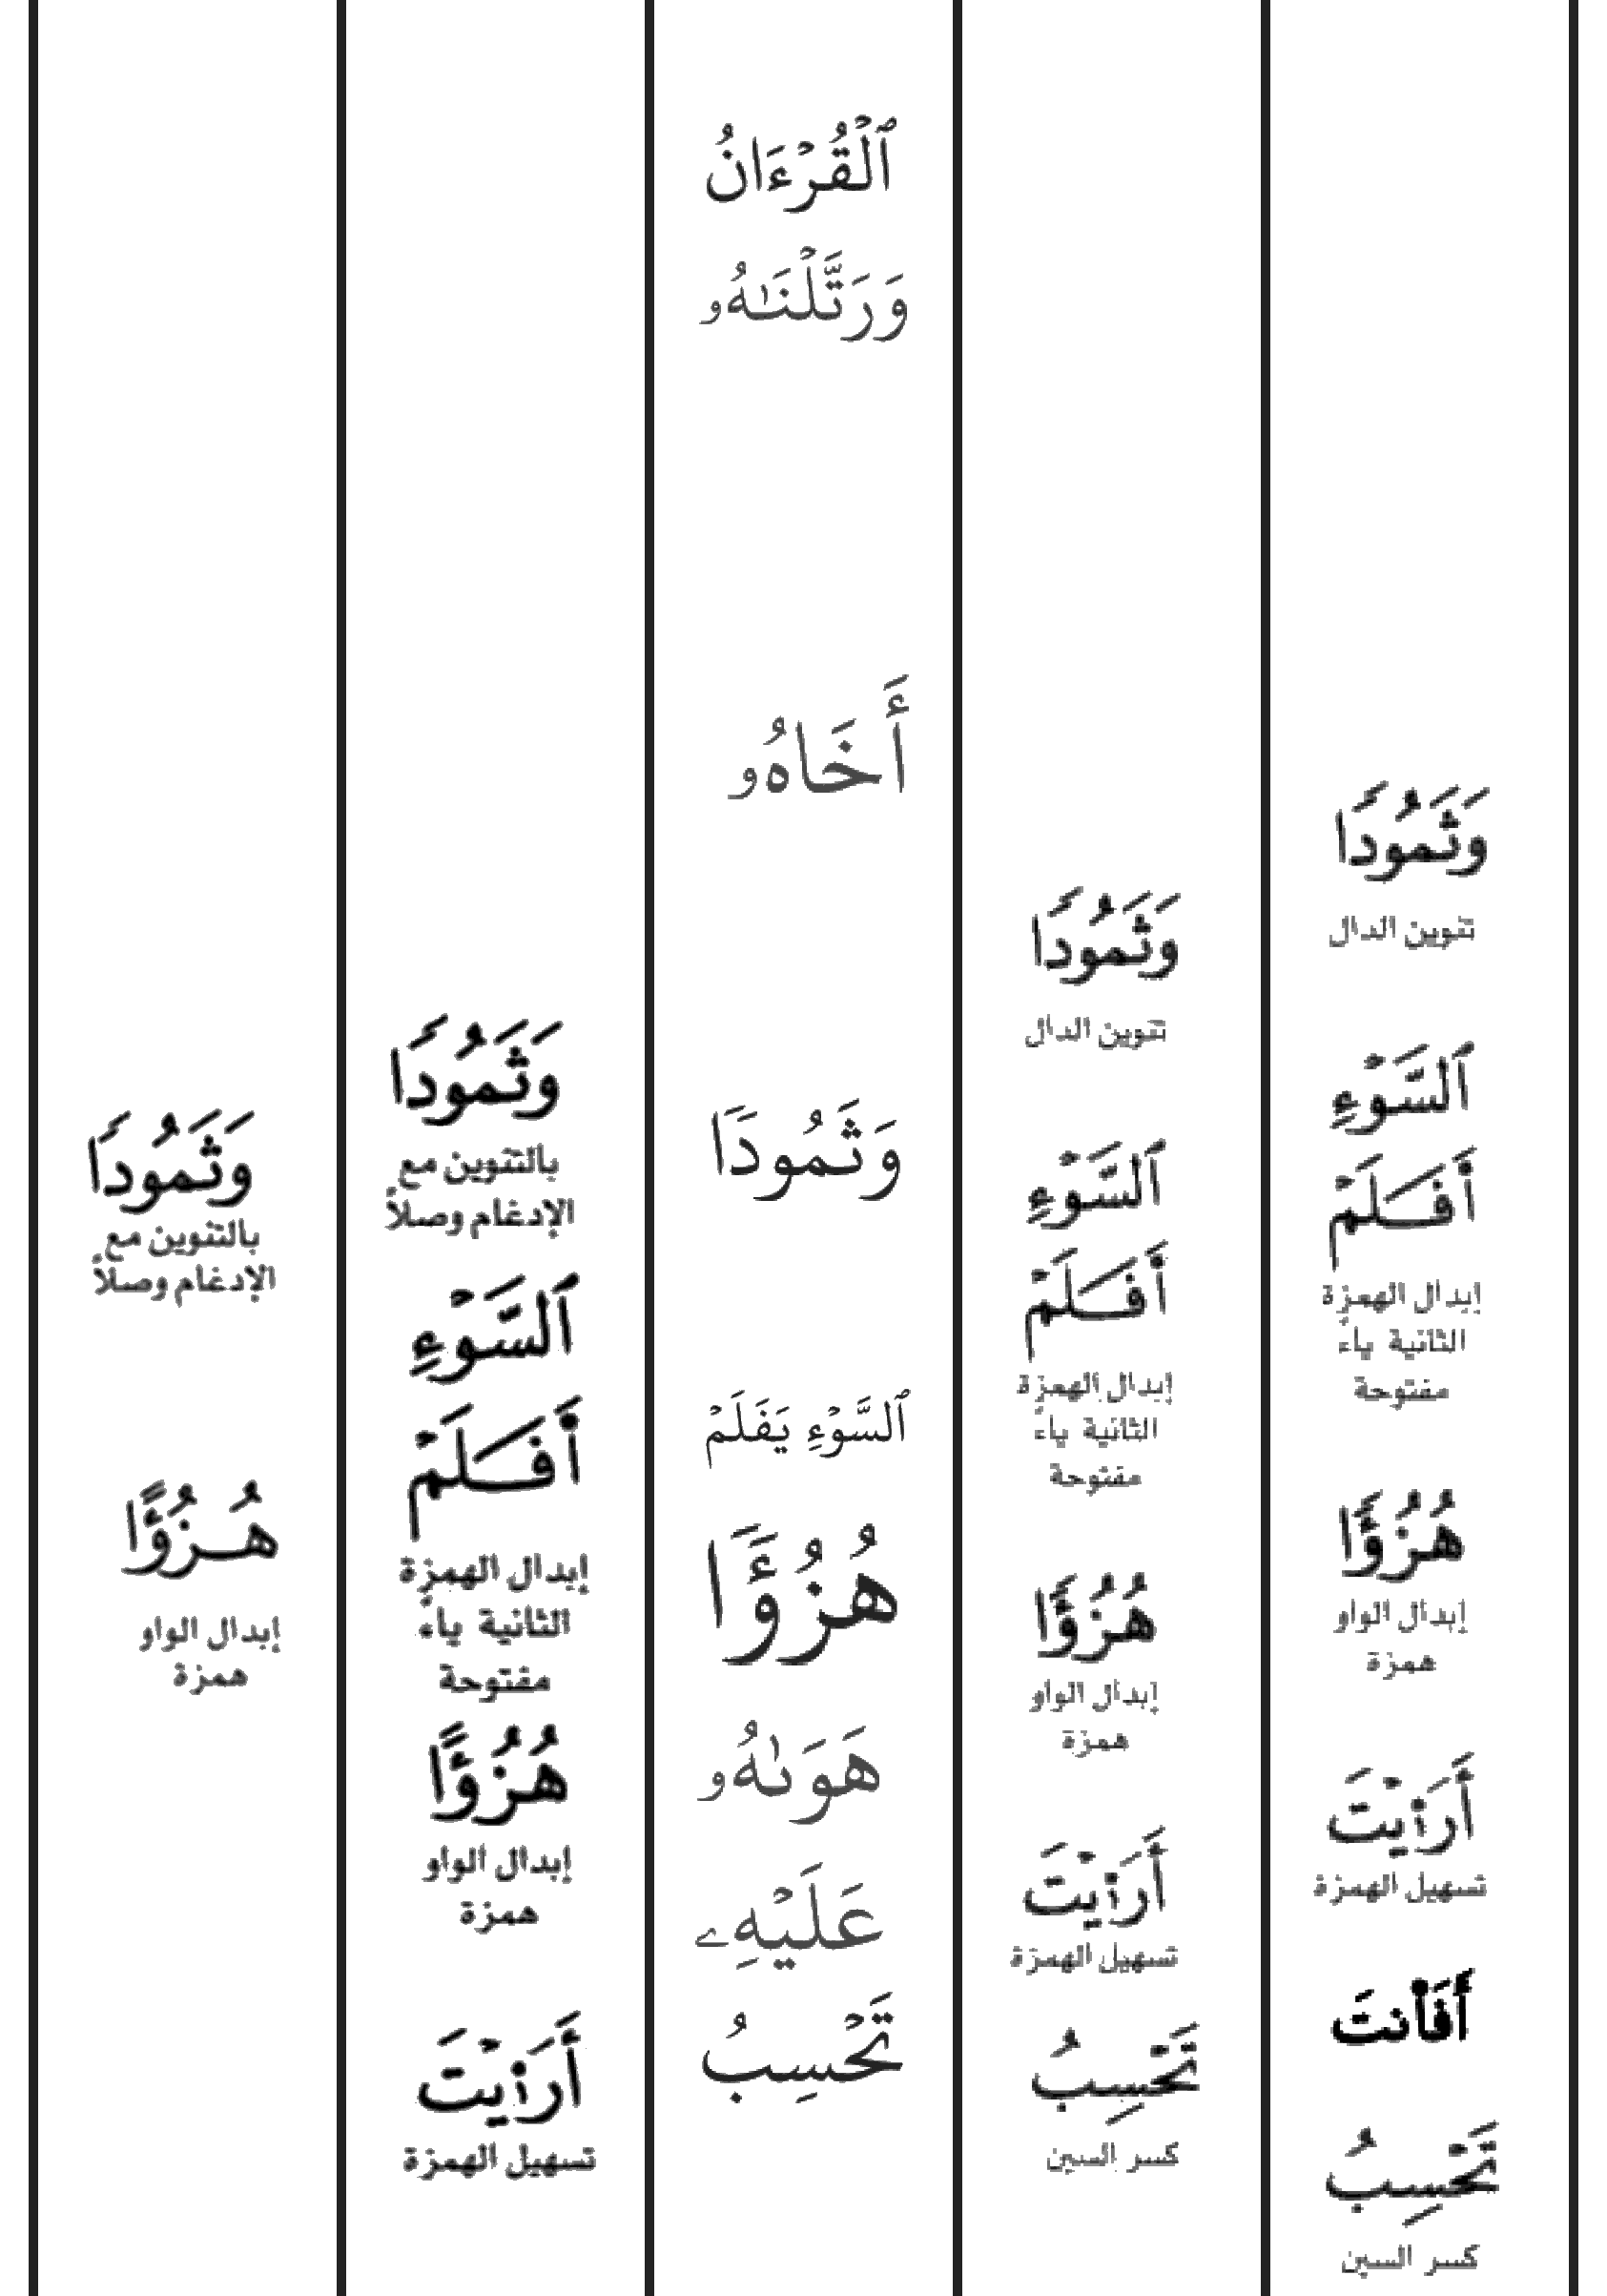 وَثَمُودًا
تنوين الدال
ٱلسَّوْءِ
أَفَلَمْ
إبدال الهمزة
الثانية ياءً
مفتوحة
هُزُؤًا
إبدال الواو
همزة
أَرَٰيْتَ
تسهيل الهمزة
أَفَأَنتَ
تَحْسِبُ
كسر السين
وَثَمُودًا
تنوين الدال
ٱلسَّوْءِ
أَفَلَمْ
إبدال الهمزة
الثانية ياءً
مفتوحة
هُزُؤًا
إبدال الواو
همزة
أَرَٰيْتَ
تسهيل الهمزة
تَحْسِبُ
كسر السين
ٱلْقُرْءَانُ
وَرَتَّلْنَٰهُۥ
أَخَاهُۥ
وَثَمُودًا
ٱلسَّوْءِ يَفَلَمْ
هُزُؤًا
هَوَىٰهُۥ
عَلَيْهِۦ
تَحْسِبُ
وَثَمُودًا
بالتنوين مع
الإدغام وصلاً
ٱلسَّوْءِ
أَفَلَمْ
إبدال الهمزة
الثانية ياءً
مفتوحة
هُزُؤًا
إبدال الواو
همزة
أَرَٰيْتَ
تسهيل الهمزة
وَثَمُودًا
بالتنوين مع
الإدغام وصلاً
هُزُؤًا
إبدال الواو
همزة